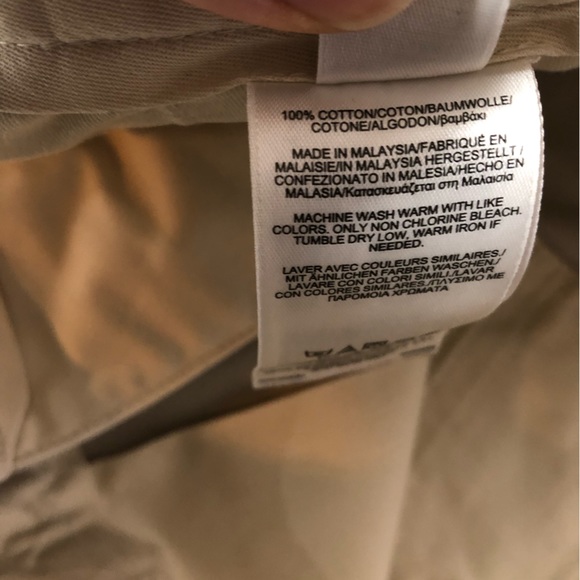 100% COTTON/COTON/BAUMWOLLE/
COTONE/ALGODON/βαμβάκι
MADE IN MALAYSIA/FABRIQUÉ EN
MALAISIE/IN MALAYSIA HERGESTELLT /
CONFEZIONATO IN MALESIA/HECHO EN
MALASIA/Κατασκευάζεται στη Μαλαισία
MACHINE WASH WARM WITH LIKE
COLORS. ONLY NON CHLORINE BLEACH.
TUMBLE DRY LOW, WARM IRON IF
NEEDED.
LAVER AVEC COULEURS SIMILAIRES./
MIT ÄHNLICHEN FARBEN WASCHEN./
LAVARE CON COLORI SIMILI./LAVAR
CON COLORES SIMILARES./ΠΛΥΣΙΜΟ ΜΕ
ΠΑΡΟΜΟΙΑ ΧΡΩΜΑΤΑ